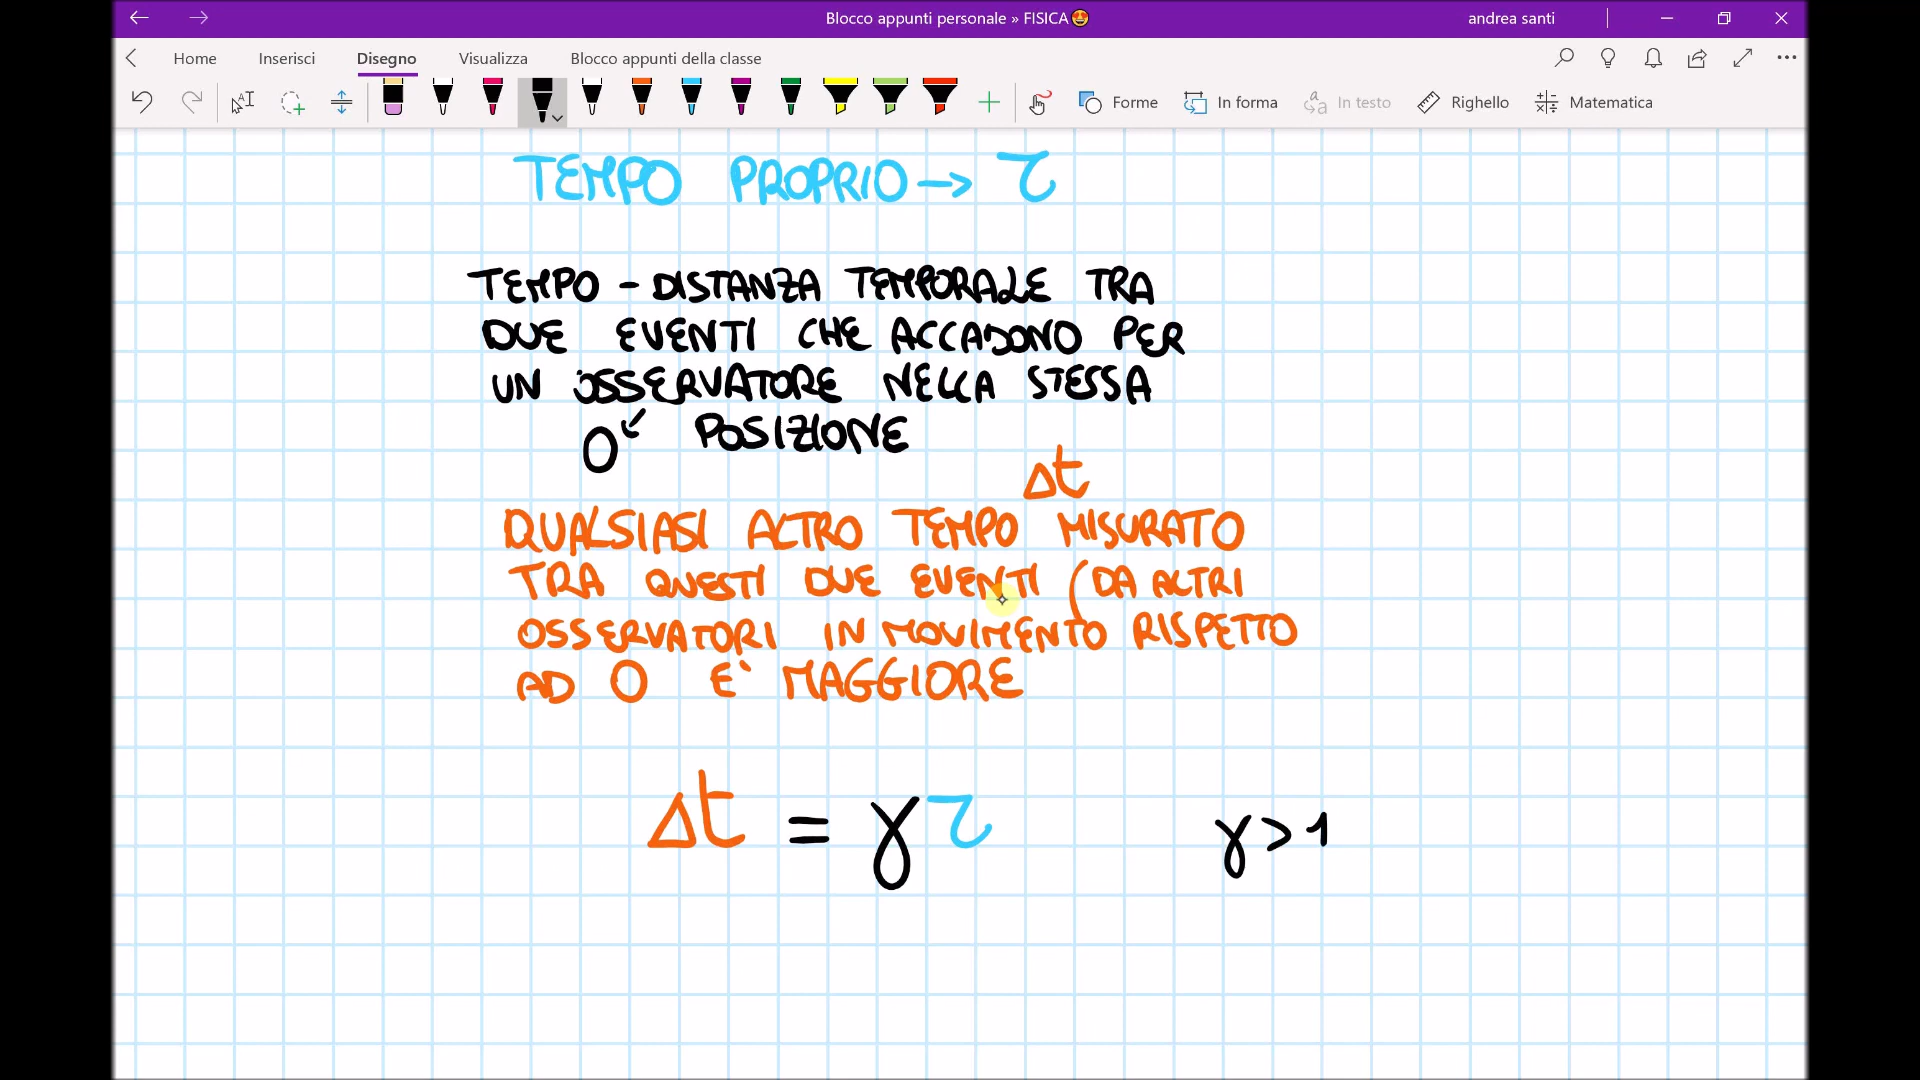 Blocco appunti personale » FISICA😍
andrea santi
Home
Inserisci
Disegno
Visualizza
Blocco appunti della classe
Forme
In forma
In testo
Righello
Matematica
TEMPO PROPRIO → τ
TEMPO - DISTANZA TEMPORALE TRA
DUE EVENTI CHE ACCADONO PER
UN OSSERVATORE NELLA STESSA
O POSIZIONE
Δt
QUALSIASI ALTRO TEMPO MISURATO
TRA QUESTI DUE EVENTI (DA ALTRI
OSSERVATORI IN MOVIMENTO RISPETTO
AD O E` MAGGIORE
Δt = γτ
γ > 1